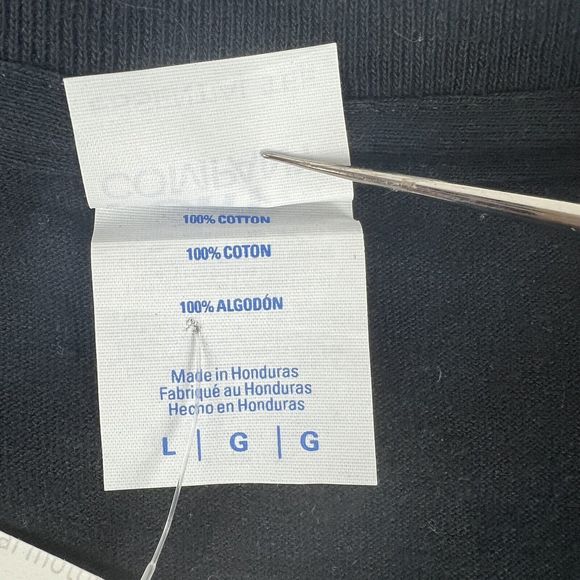 100% COTTON
100% COTON
100% ALGODÓN
Made in Honduras
Fabriqué au Honduras
Hecho en Honduras
L | G | G